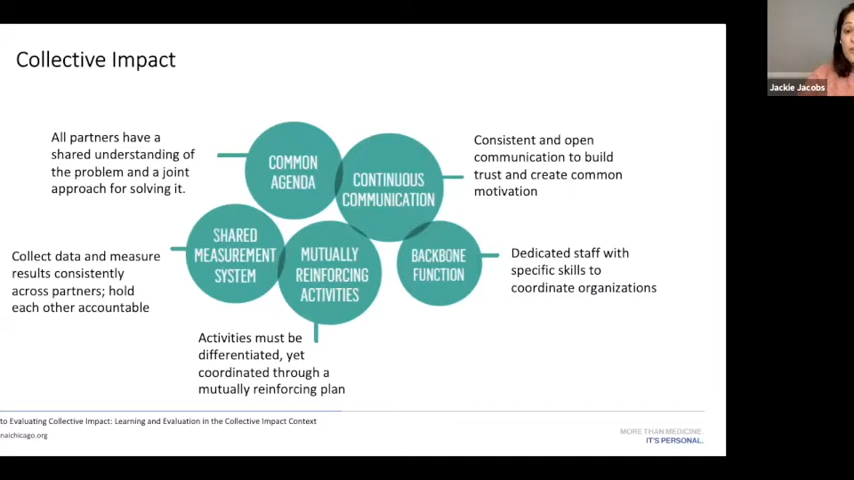 Collective Impact
Jackie Jacobs
All partners have a
shared understanding of
the problem and a joint
approach for solving it.
COMMON
AGENDA
CONTINUOUS
COMMUNICATION
Consistent and open
communication to build
trust and create common
motivation
Collect data and measure
results consistently
across partners; hold
each other accountable
SHARED
MEASUREMENT
SYSTEM
MUTUALLY
REINFORCING
ACTIVITIES
BACKBONE
FUNCTION
Dedicated staff with
specific skills to
coordinate organizations
Activities must be
differentiated, yet
coordinated through a
mutually reinforcing plan
to Evaluating Collective Impact: Learning and Evaluation in the Collective Impact Context
naichicago.org
MORE THAN MEDICINE.
IT'S PERSONAL.